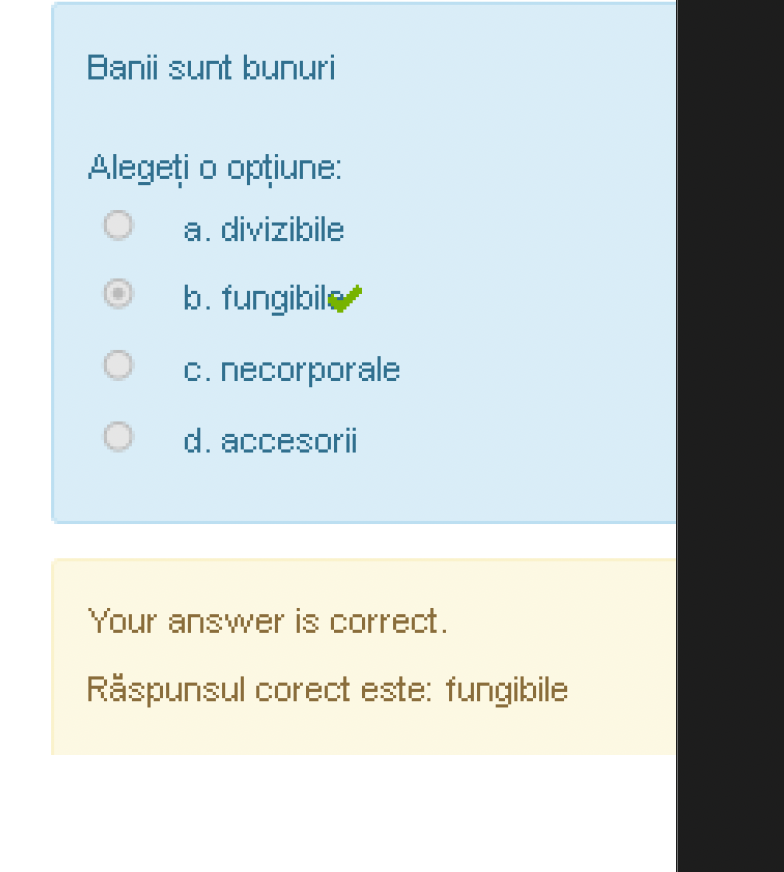 Banii sunt bunuri
Alegeți o opțiune:
a. divizibile
b. fungibile
c. necorporale
d. accesorii
Your answer is correct.
Răspunsul corect este: fungibile